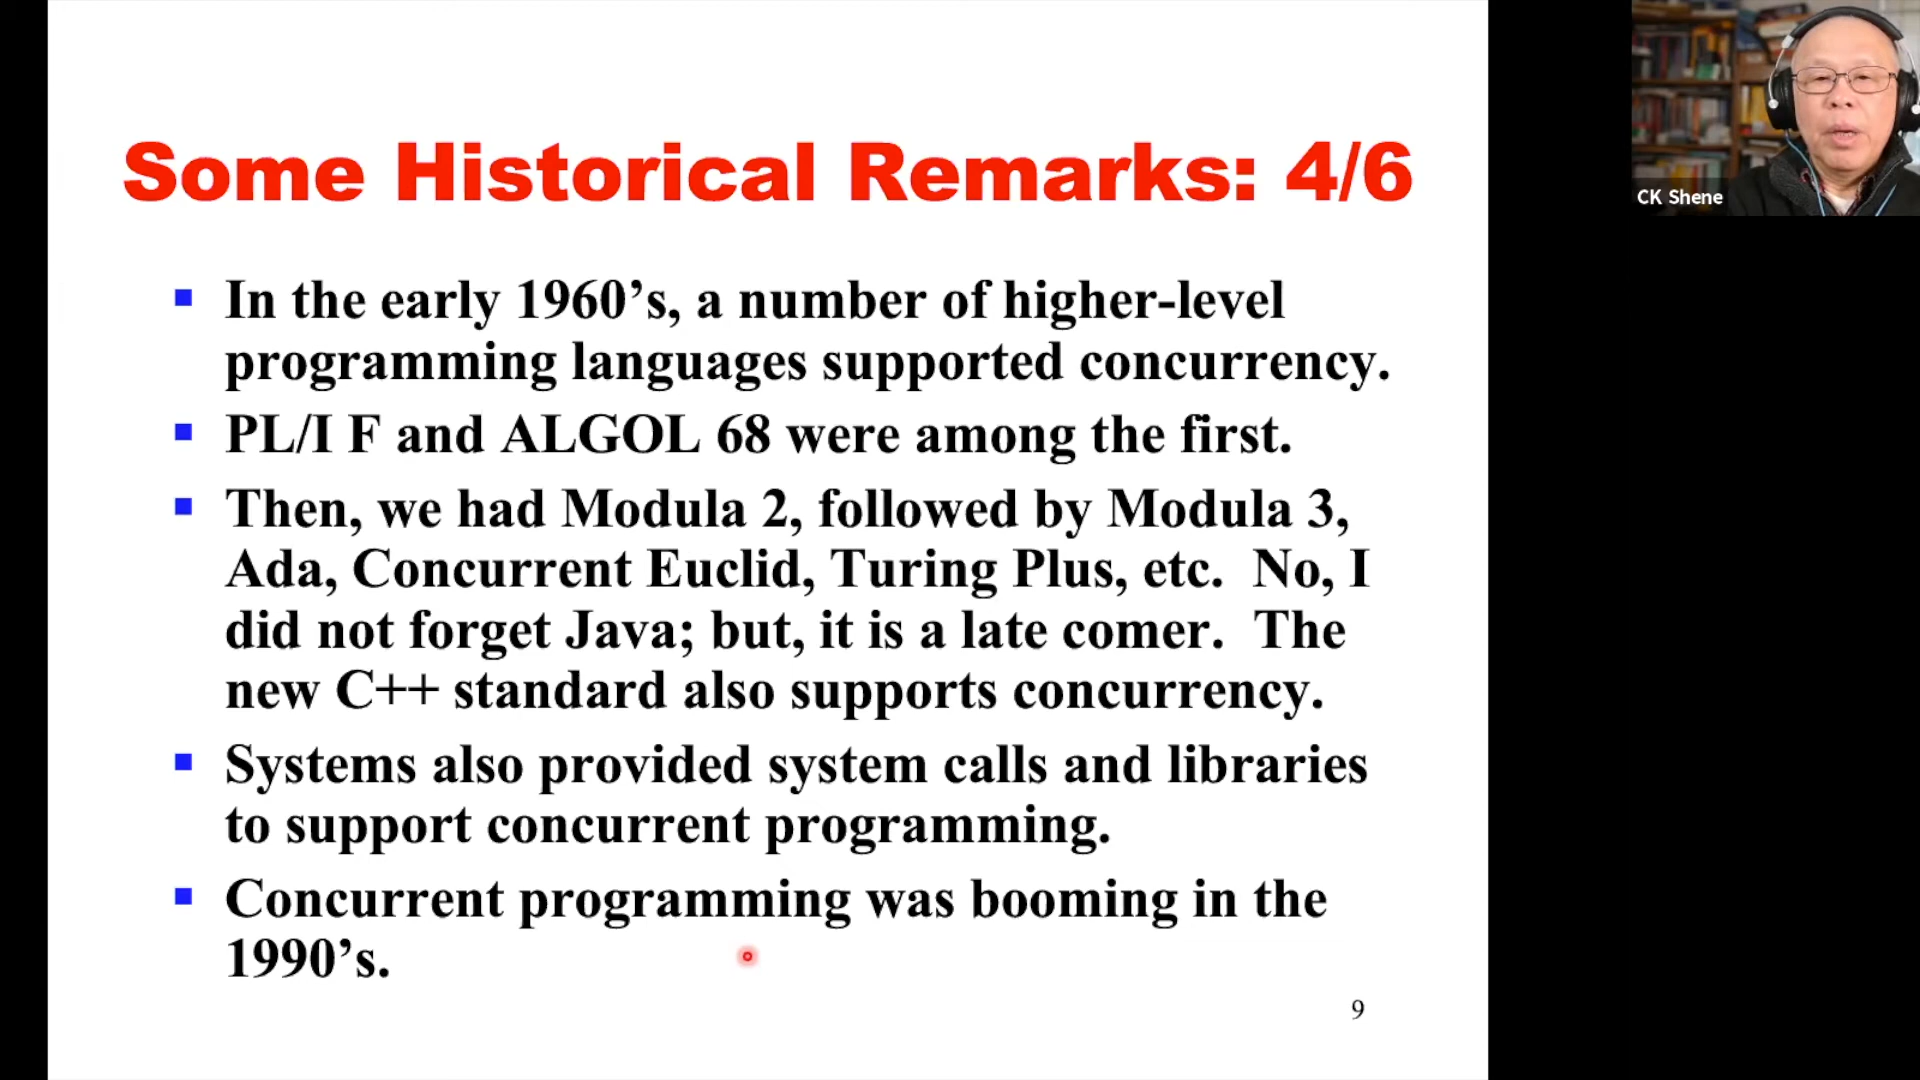 Some Historical Remarks: 4/6
In the early 1960’s, a number of higher-level
programming languages supported concurrency.
PL/I F and ALGOL 68 were among the first.
Then, we had Modula 2, followed by Modula 3,
Ada, Concurrent Euclid, Turing Plus, etc.  No, I
did not forget Java; but, it is a late comer.  The
new C++ standard also supports concurrency.
Systems also provided system calls and libraries
to support concurrent programming.
Concurrent programming was booming in the
1990’s.
9
CK Shene